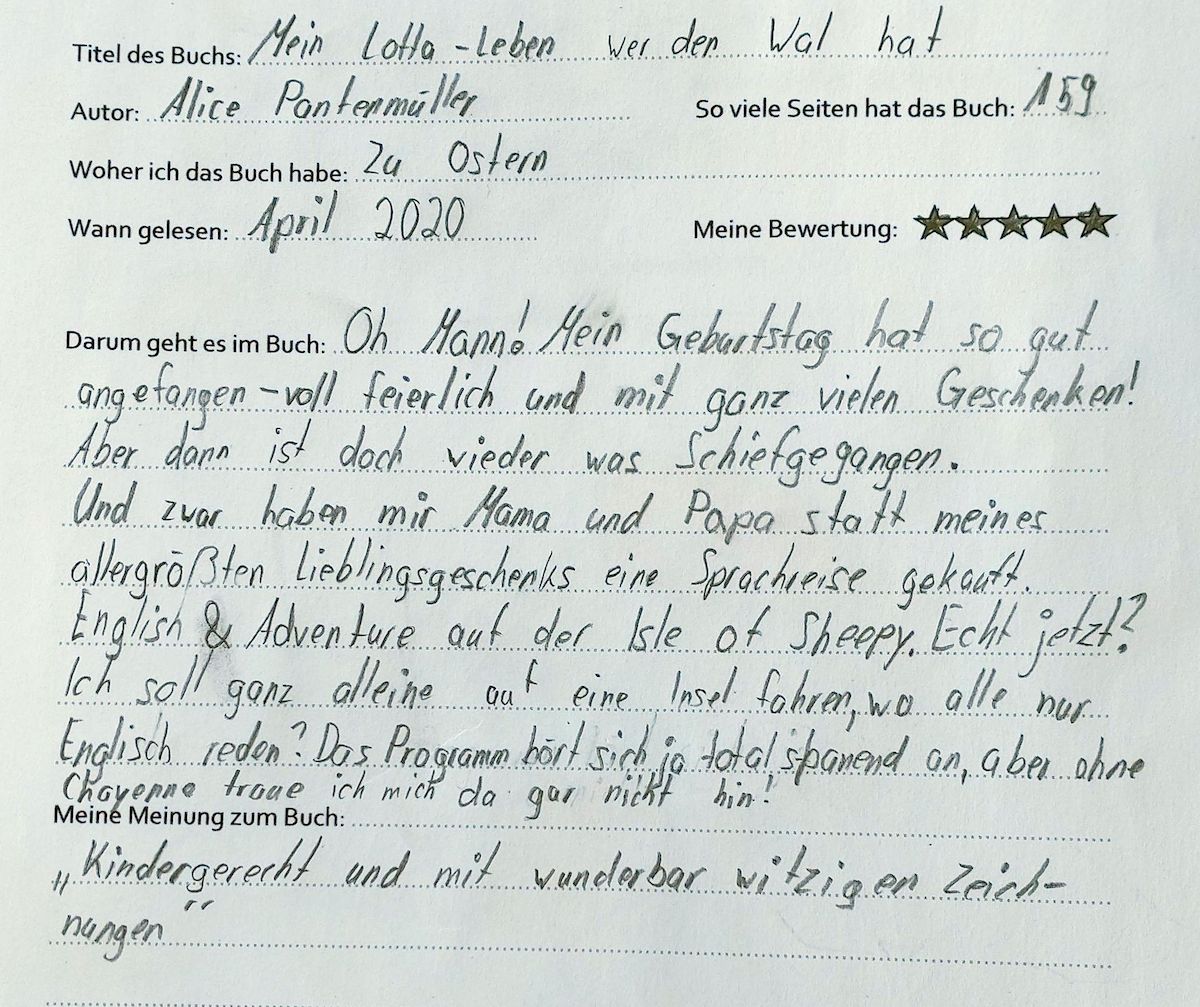 Titel des Buchs: Mein Lotta-Leben wer den Wal hat
Autor: Alice Pantermüller So viele Seiten hat das Buch: 159
Woher ich das Buch habe: Zu Ostern
Wann gelesen: April 2020 Meine Bewertung: ★★★★★
Darum geht es im Buch: Oh Mann! Mein Geburtstag hat so gut
angefangen - voll feierlich und mit ganz vielen Geschenken!
Aber dann ist doch vieder was Schiefgegangen.
Und zwar haben mir Mama und Papa statt meines
allergrößten Lieblingsgeschenks eine Sprachreise gekauft.
English & Adventure auf der Isle of Sheepy. Echt jetzt?
Ich soll ganz alleine auf eine Insel fahren, wo alle nur
Englisch reden? Das Programm hört sich ja total spanend an, aber ohne
Chayenne traue ich mich da gar nicht hin!
Meine Meinung zum Buch:
„Kindergerecht und mit wunderbar witzigen Zeich-
nungen“